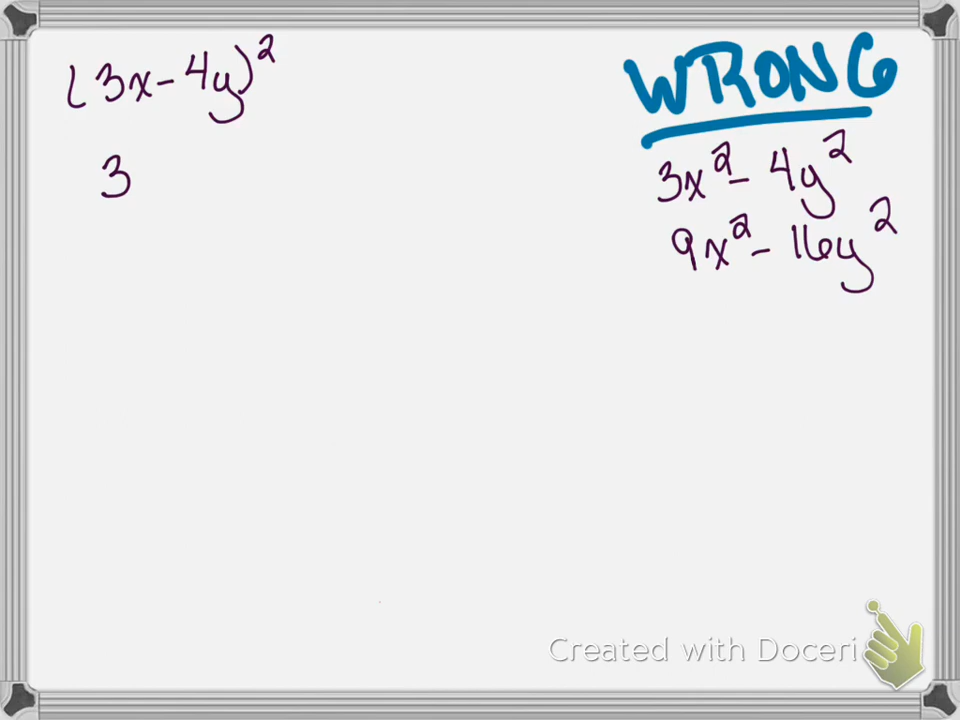 (3x-4y)²
3
WRONG
3x²- 4y²
9x²- 16y²
Created with Doceri